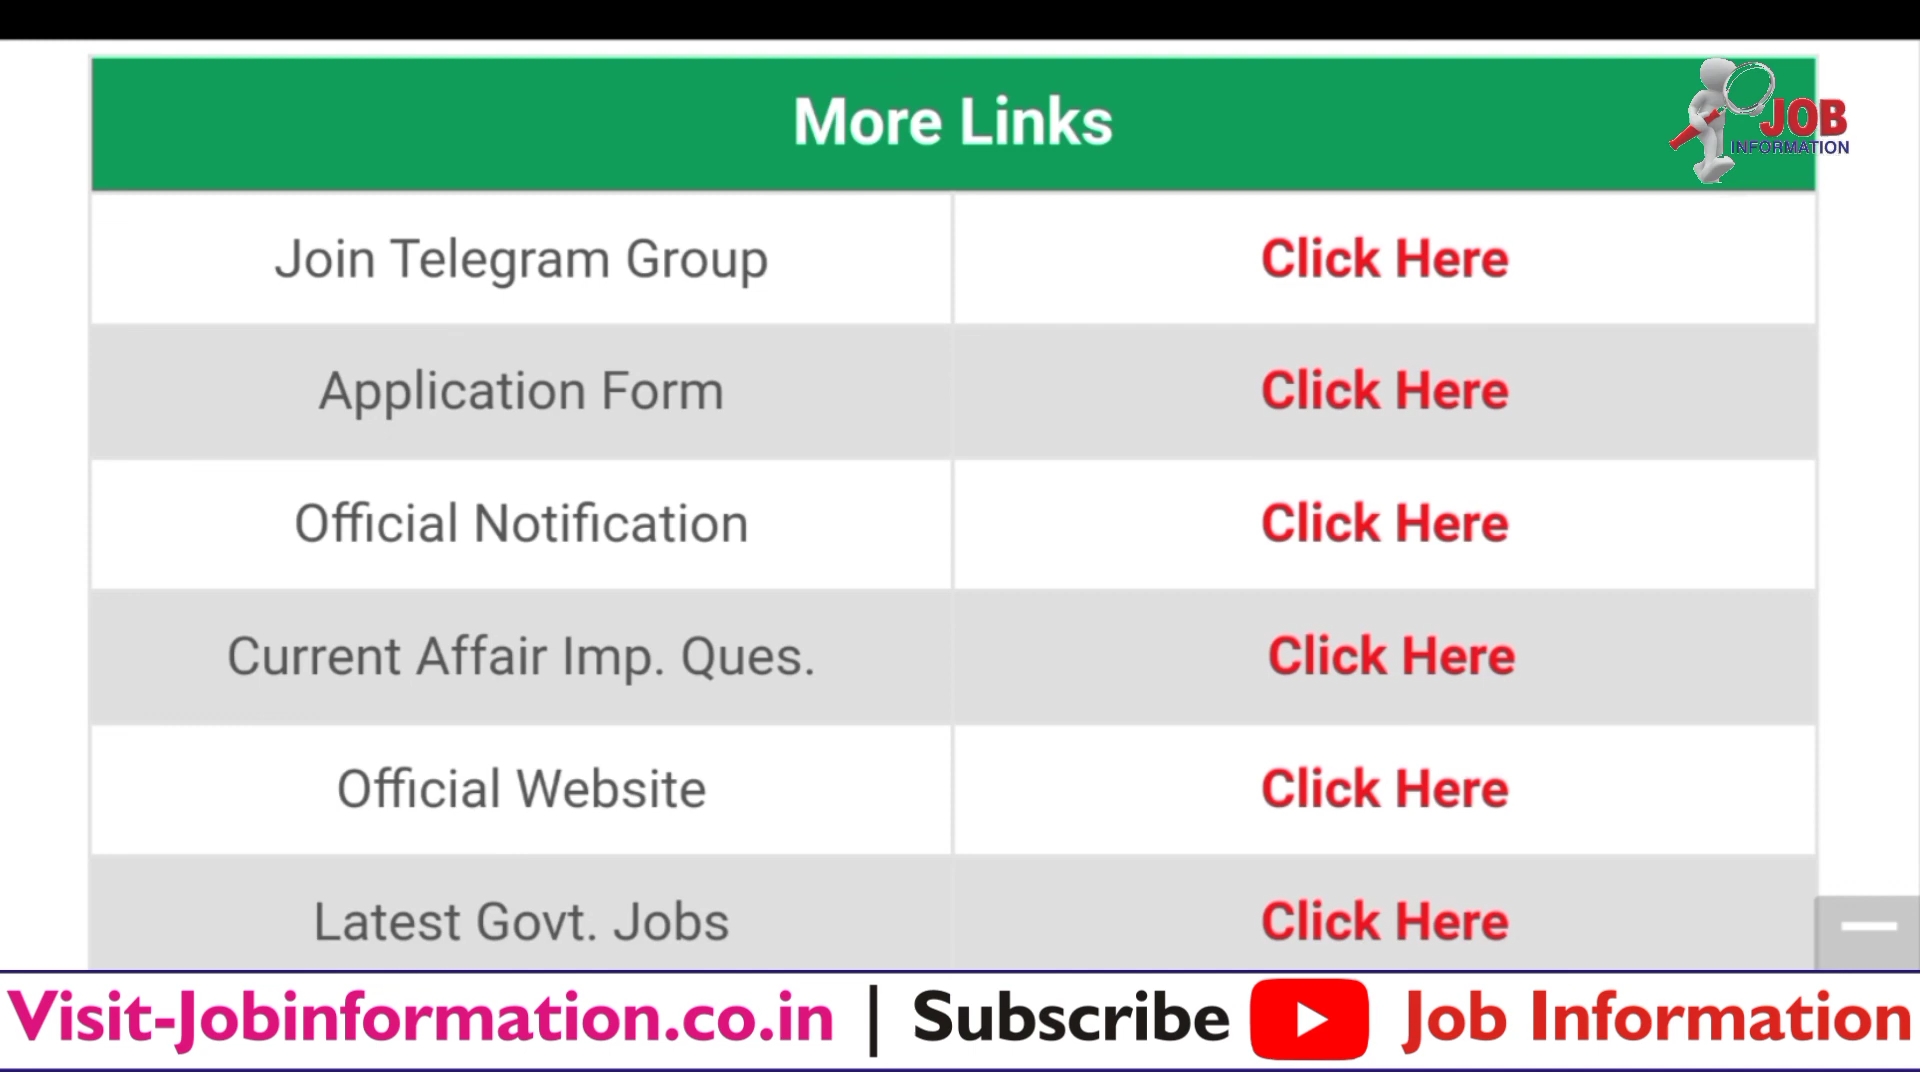 More Links
JOB
INFORMATION
Join Telegram Group Click Here
Application Form Click Here
Official Notification Click Here
Current Affair Imp. Ques. Click Here
Official Website Click Here
Latest Govt. Jobs Click Here
Visit-Jobinformation.co.in | Subscribe Job Information